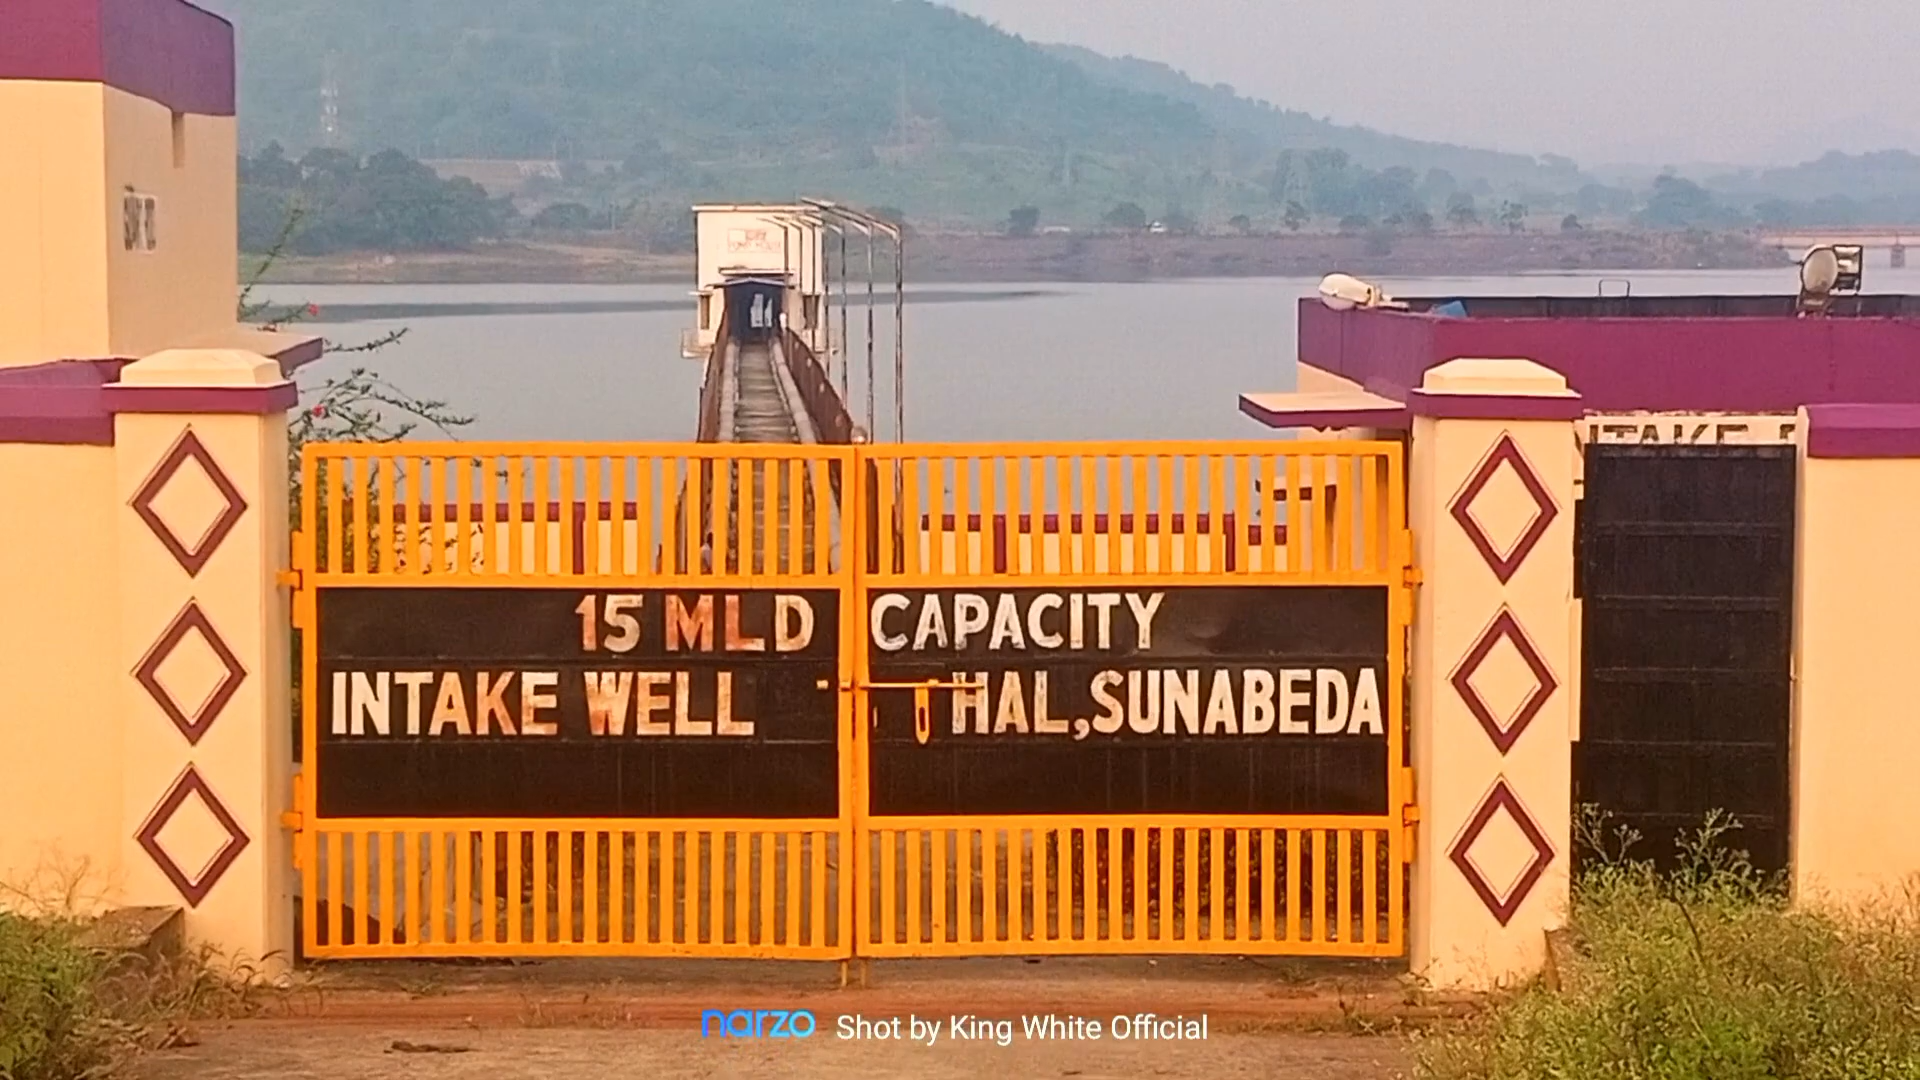 15 MLD CAPACITY
INTAKE WELL HAL,SUNABEDA
narzo Shot by King White Official